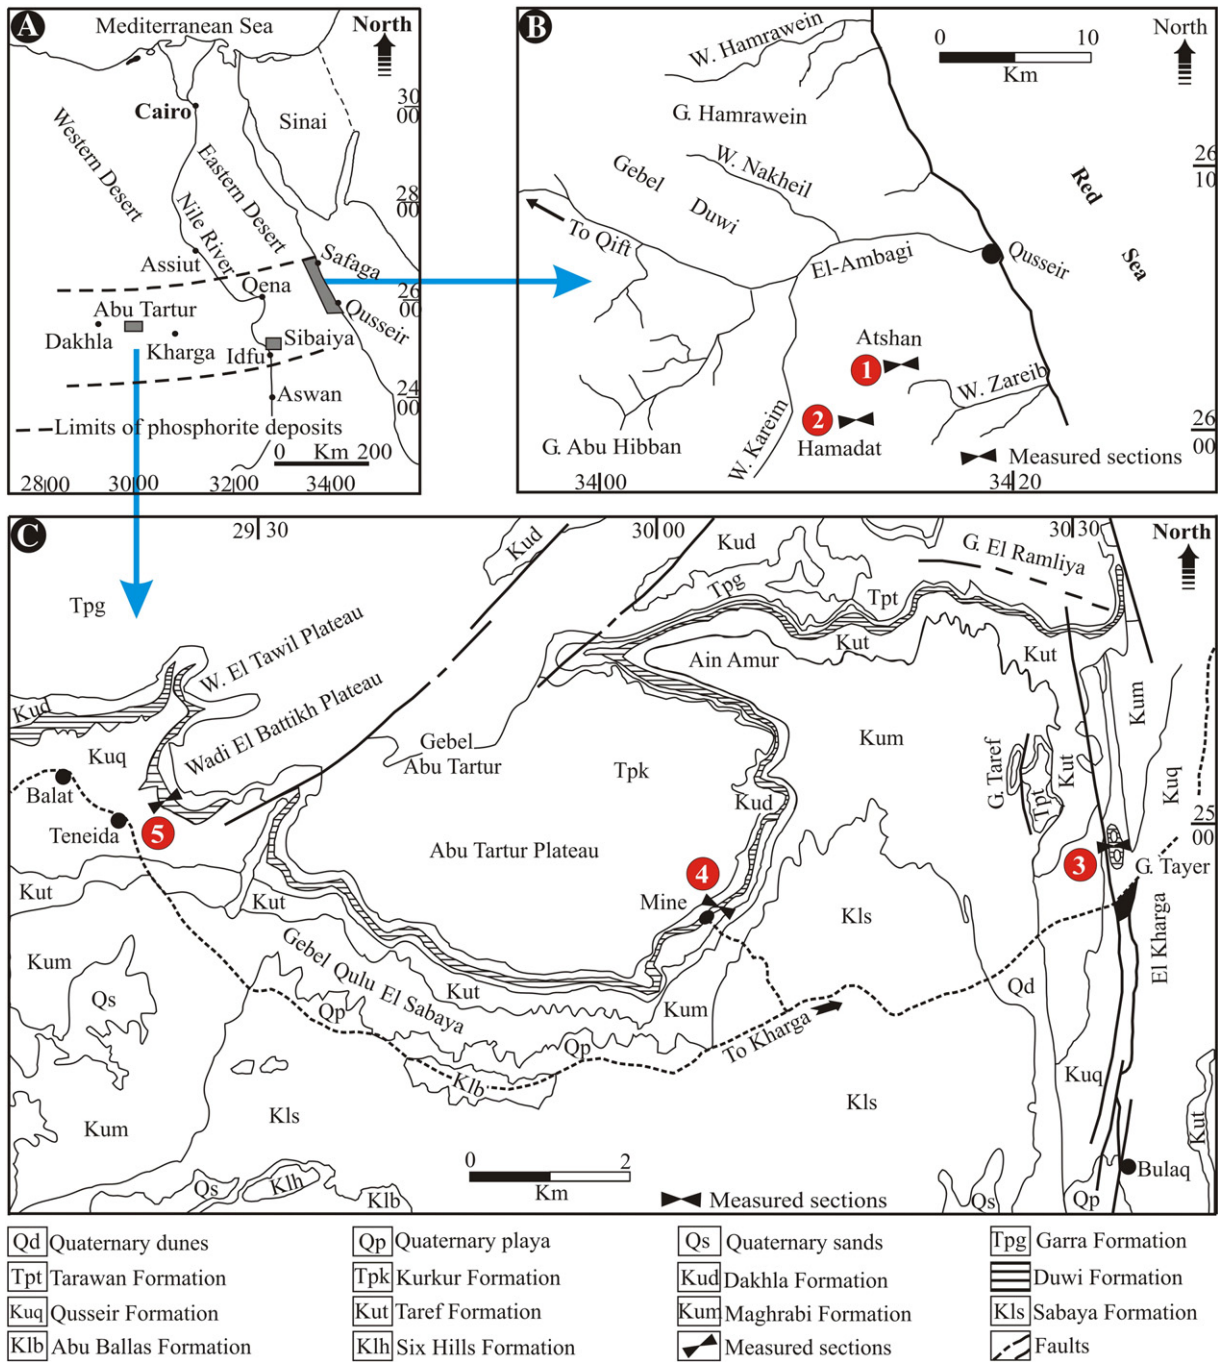 A
Mediterranean Sea
North
Cairo
Sinai
Western Desert
Eastern Desert
Nile River
Assiut
Safaga
Qena
Abu Tartur
Qusseir
Dakhla
Kharga
Sibaiya
Idfu
Aswan
Limits of phosphorite deposits
0 Km 200
30 00
28 00
26 00
24 00
28 00
30 00
32 00
34 00
B
W. Hamrawein
0 10
Km
North
G. Hamrawein
26 10
W. Nakheil
Gebel
Duwi
Red
Sea
To Qift
El-Ambagi
Qusseir
Atshan
1
W. Zareib
2
Hamadat
W. Kareim
G. Abu Hibban
26 00
Measured sections
34 00
34 20
C
29 30
30 00
30 30
North
Kud
Kud
G. El Ramliya
Tpg
Tpg
Tpt
W. El Tawil Plateau
Kut
Kut
Ain Amur
Kud
Wadi El Battikh Plateau
Kum
Kuq
Gebel
Abu Tartur
Kum
G. Taref
Kut
Kuq
Tpk
Balat
Kud
Tpt
Teneida
5
25 00
Abu Tartur Plateau
3
G. Tayer
4
Kut
Kut
Mine
Kls
El Kharga
Gebel Qulu El Sabaya
Kum
Qs
Kut
Qd
Qp
Kum
Qp
To Kharga
Klb
Kuq
Kum
Kls
Kls
Kut
0 2
Km
Bulaq
Qs
Klh
Klb
Measured sections
Qs
Qp
Qd Quaternary dunes
Qp Quaternary playa
Qs Quaternary sands
Tpg Garra Formation
Tpt Tarawan Formation
Tpk Kurkur Formation
Kud Dakhla Formation
Duwi Formation
Kuq Qusseir Formation
Kut Taref Formation
Kum Maghrabi Formation
Kls Sabaya Formation
Klb Abu Ballas Formation
Klh Six Hills Formation
Measured sections
Faults